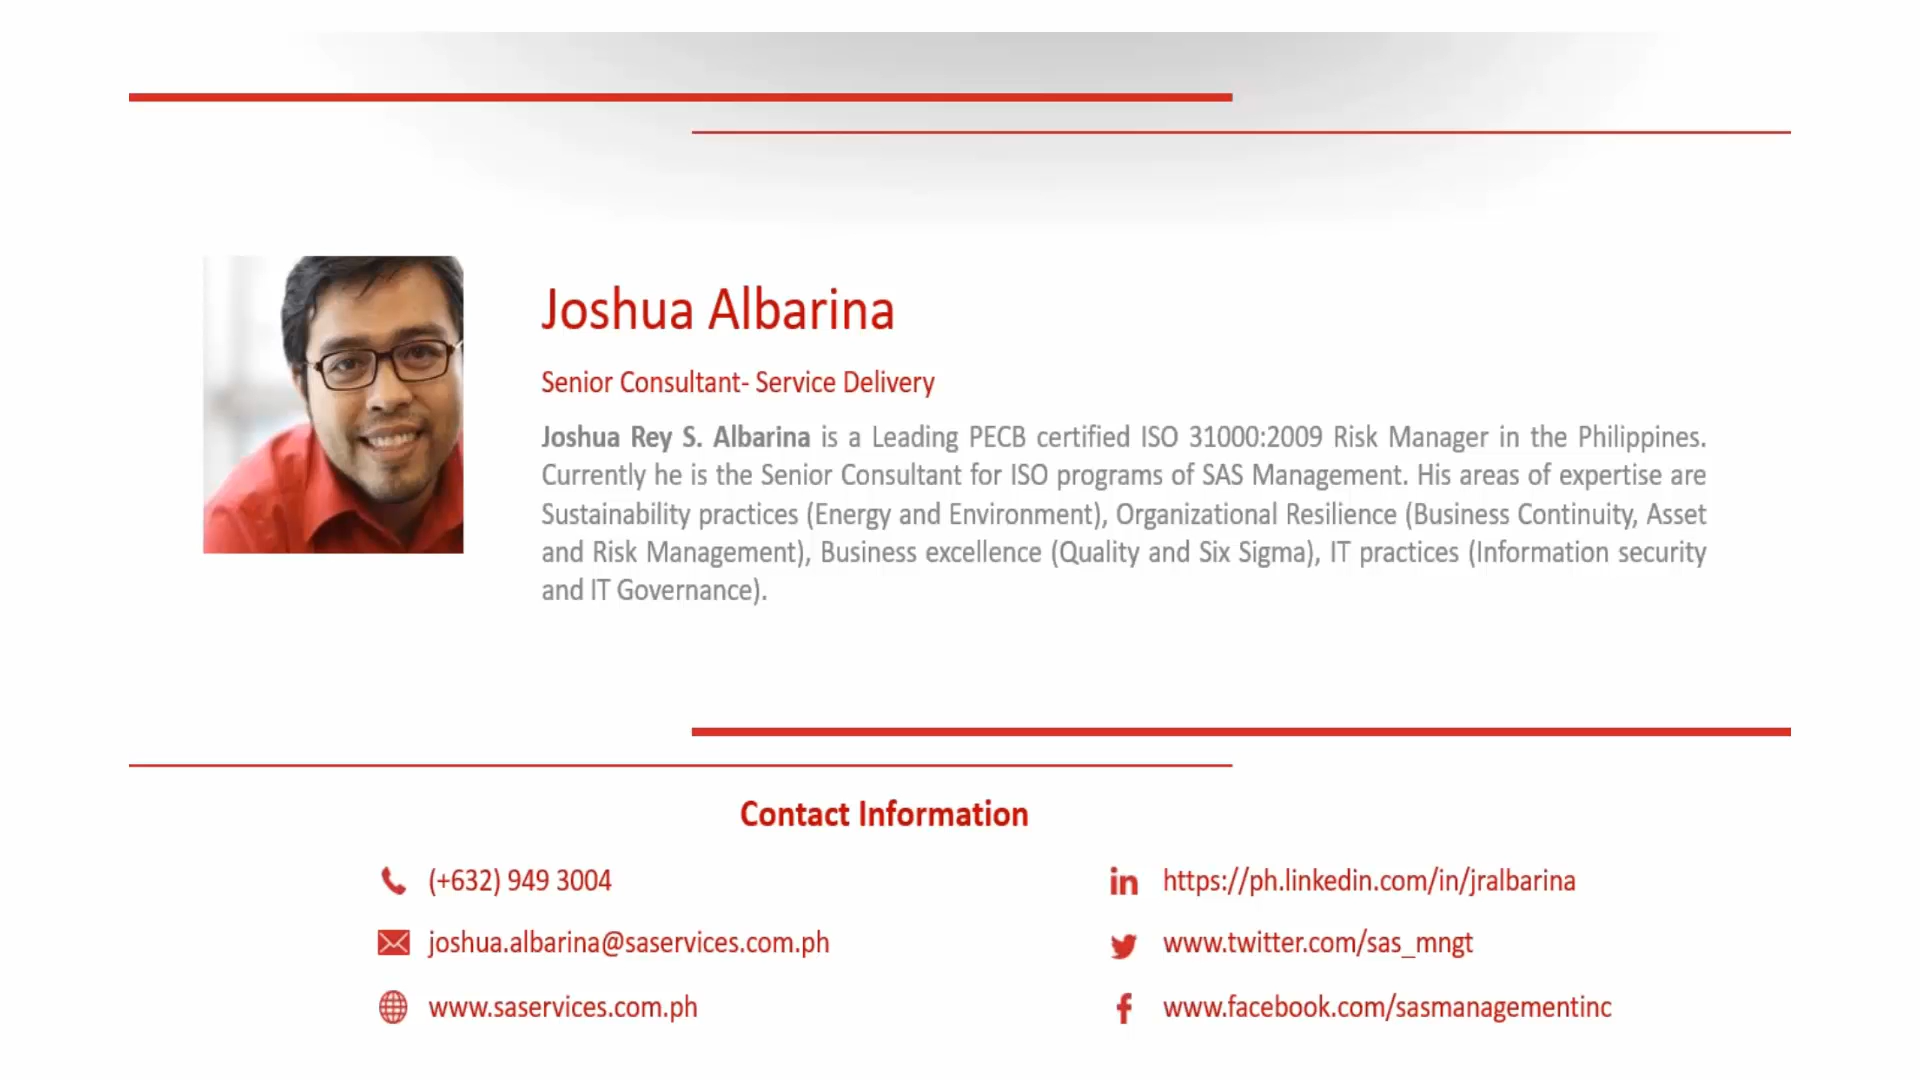 Joshua Albarina
Senior Consultant- Service Delivery
Joshua Rey S. Albarina is a Leading PECB certified ISO 31000:2009 Risk Manager in the Philippines.
Currently he is the Senior Consultant for ISO programs of SAS Management. His areas of expertise are
Sustainability practices (Energy and Environment), Organizational Resilience (Business Continuity, Asset
and Risk Management), Business excellence (Quality and Six Sigma), IT practices (Information security
and IT Governance).
Contact Information
(+632) 949 3004
joshua.albarina@saservices.com.ph
www.saservices.com.ph
in https://ph.linkedin.com/in/jralbarina
www.twitter.com/sas_mngt
f www.facebook.com/sasmanagementinc